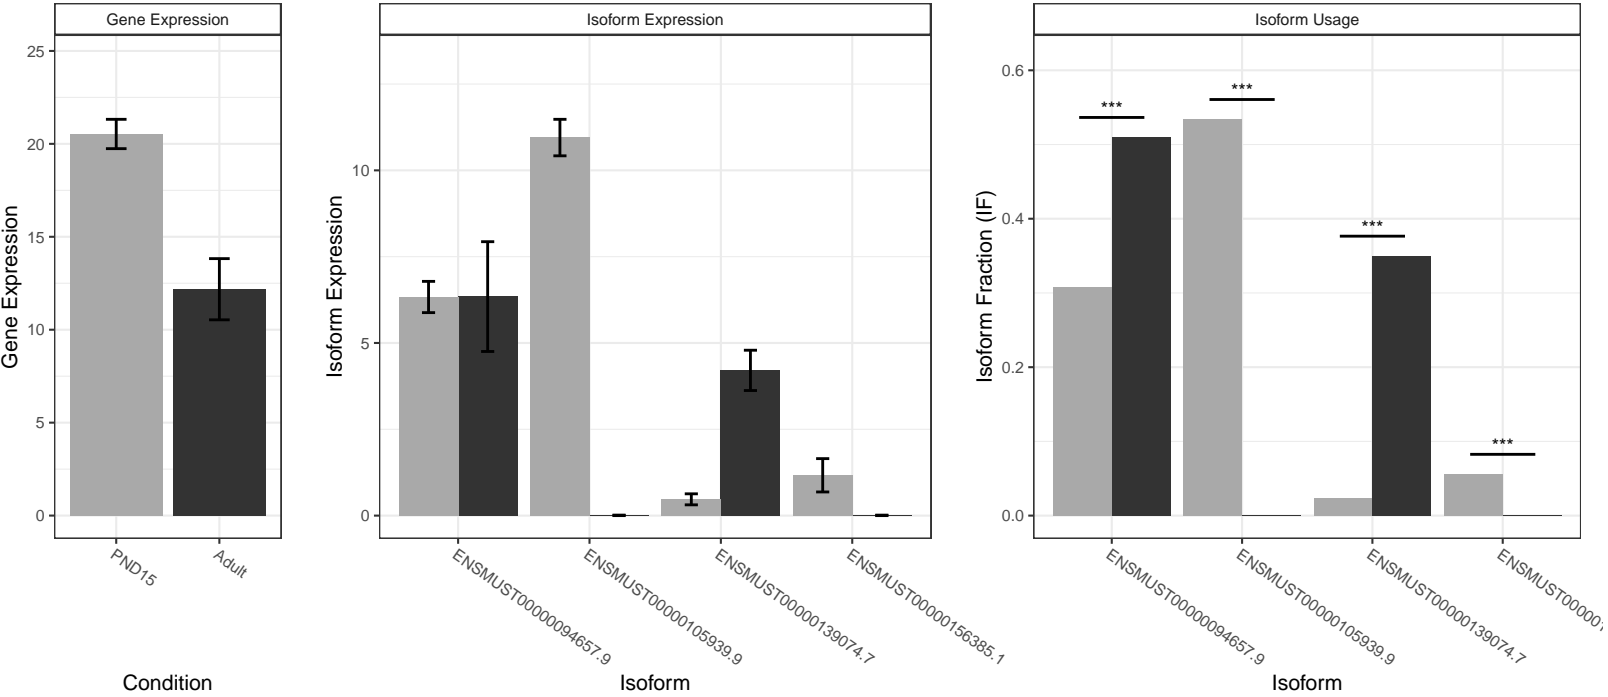 Gene Expression
Isoform Expression
Isoform Usage
Gene Expression
25
20
15
10
5
0
PND15
Adult
Condition
Isoform Expression
10
5
0
ENSMUST00000094657.9
ENSMUST00000105939.9
ENSMUST00000139074.7
ENSMUST00000156385.1
Isoform
Isoform Fraction (IF)
0.6
0.4
0.2
0.0
***
***
***
***
ENSMUST00000094657.9
ENSMUST00000105939.9
ENSMUST00000139074.7
ENSMUST00000
Isoform